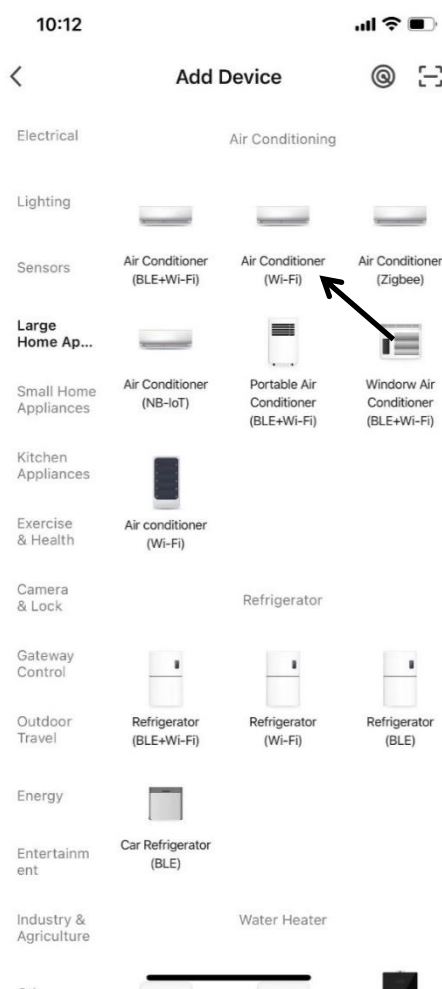 10:12
Add Device
Electrical
Lighting
Sensors
Large
Home Ap...
Small Home
Appliances
Kitchen
Appliances
Exercise
& Health
Camera
& Lock
Gateway
Control
Outdoor
Travel
Energy
Entertainm
ent
Industry &
Agriculture
Air Conditioning
Air Conditioner
(BLE+Wi-Fi)
Air Conditioner
(Wi-Fi)
Air Conditioner
(Zigbee)
Air Conditioner
(NB-IoT)
Portable Air
Conditioner
(BLE+Wi-Fi)
Windorw Air
Conditioner
(BLE+Wi-Fi)
Air conditioner
(Wi-Fi)
Refrigerator
Refrigerator
(BLE+Wi-Fi)
Refrigerator
(Wi-Fi)
Refrigerator
(BLE)
Car Refrigerator
(BLE)
Water Heater